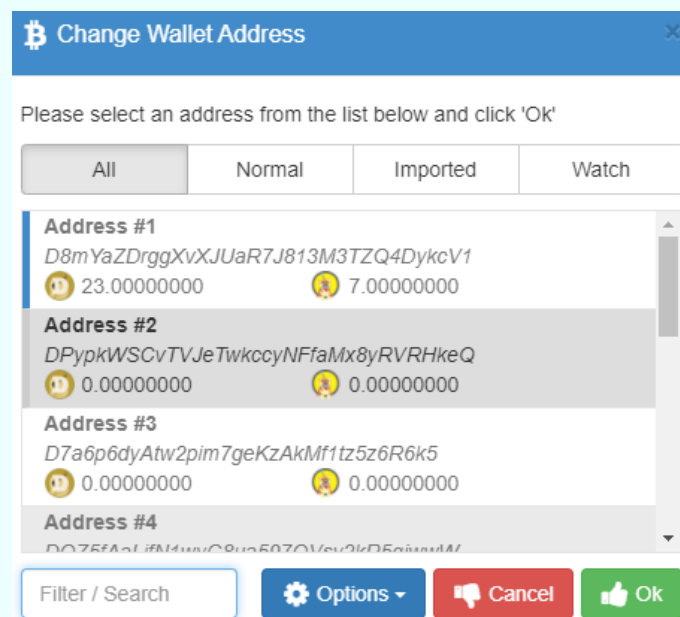 Change Wallet Address
Please select an address from the list below and click 'Ok'
All Normal Imported Watch
Address #1
D8mYaZDrggXvXJUaR7J813M3TZQ4DykcV1
23.00000000 7.00000000
Address #2
DPypkWSCvTVJeTwkccyNFfaMx8yRVRHkeQ
0.00000000 0.00000000
Address #3
D7a6p6dyAtw2pim7geKzAkMf1tz5z6R6k5
0.00000000 0.00000000
Address #4
Filter / Search Options Cancel Ok